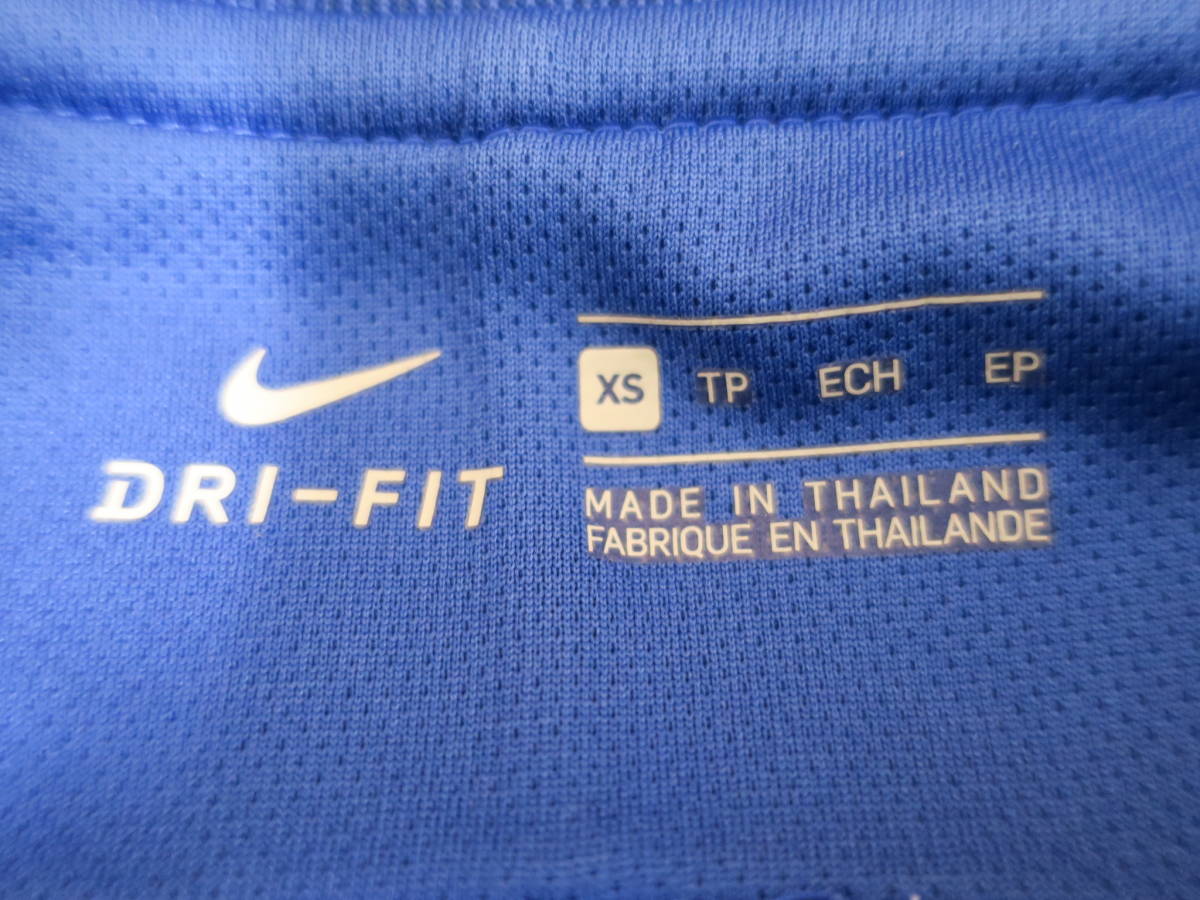 DRI-FIT
XS TP ECH EP
MADE IN THAILAND
FABRIQUE EN THAILANDE